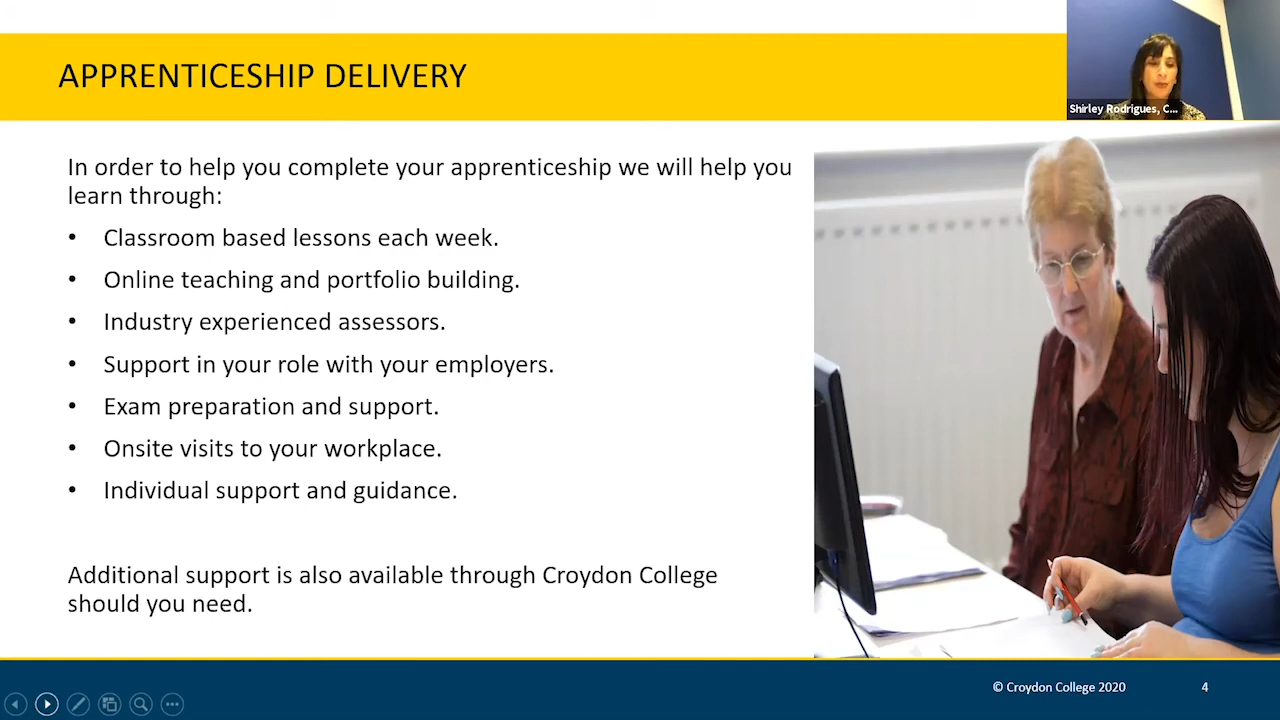 APPRENTICESHIP DELIVERY
Shirley Rodrigues, C...
In order to help you complete your apprenticeship we will help you
learn through:
• Classroom based lessons each week.
• Online teaching and portfolio building.
• Industry experienced assessors.
• Support in your role with your employers.
• Exam preparation and support.
• Onsite visits to your workplace.
• Individual support and guidance.
Additional support is also available through Croydon College
should you need.
© Croydon College 2020
4